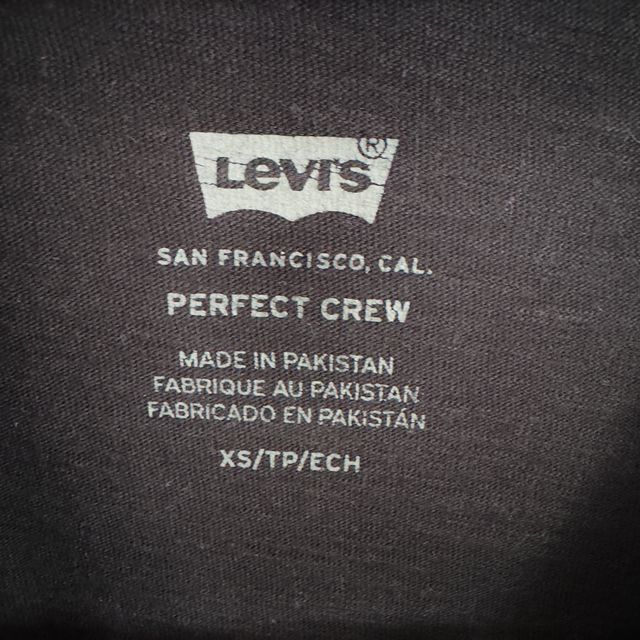 Levi's®
SAN FRANCISCO, CAL.
PERFECT CREW
MADE IN PAKISTAN
FABRIQUE AU PAKISTAN
FABRICADO EN PAKISTÁN
XS/TP/ECH